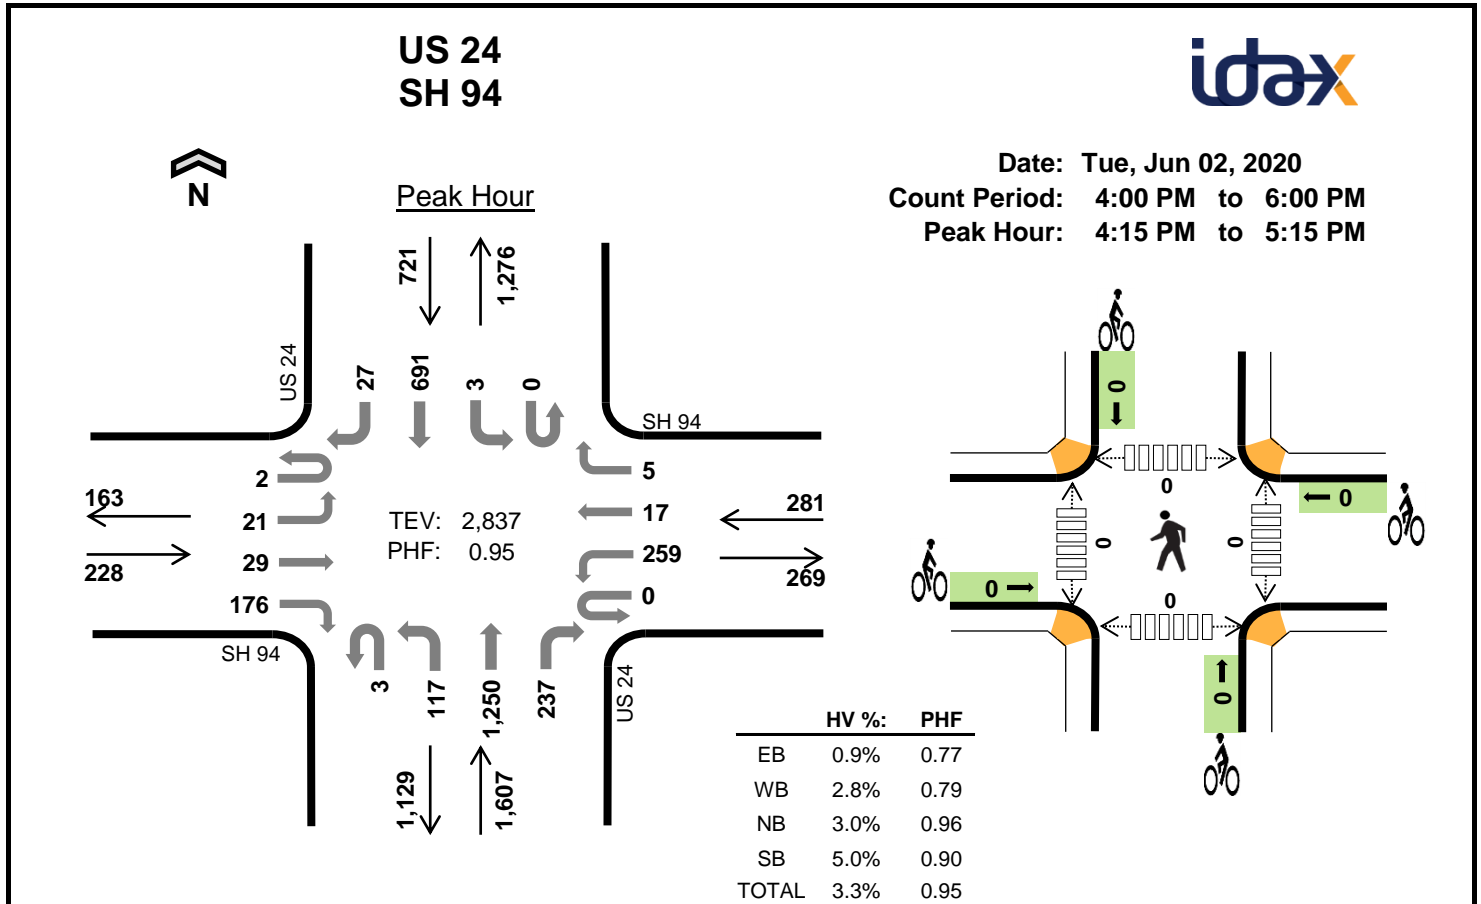 US 24
SH 94
idax
N
Peak Hour
Date: Tue, Jun 02, 2020
Count Period: 4:00 PM to 6:00 PM
Peak Hour: 4:15 PM to 5:15 PM
721
1,276
US 24
27
691
3
0
SH 94
2
21
29
176
163
228
TEV: 2,837
PHF: 0.95
5
17
259
0
281
269
SH 94
3
117
1,250
237
US 24
1,129
1,607
HV %: PHF
EB 0.9% 0.77
WB 2.8% 0.79
NB 3.0% 0.96
SB 5.0% 0.90
TOTAL 3.3% 0.95
0
0
0
0
0
0
0
0